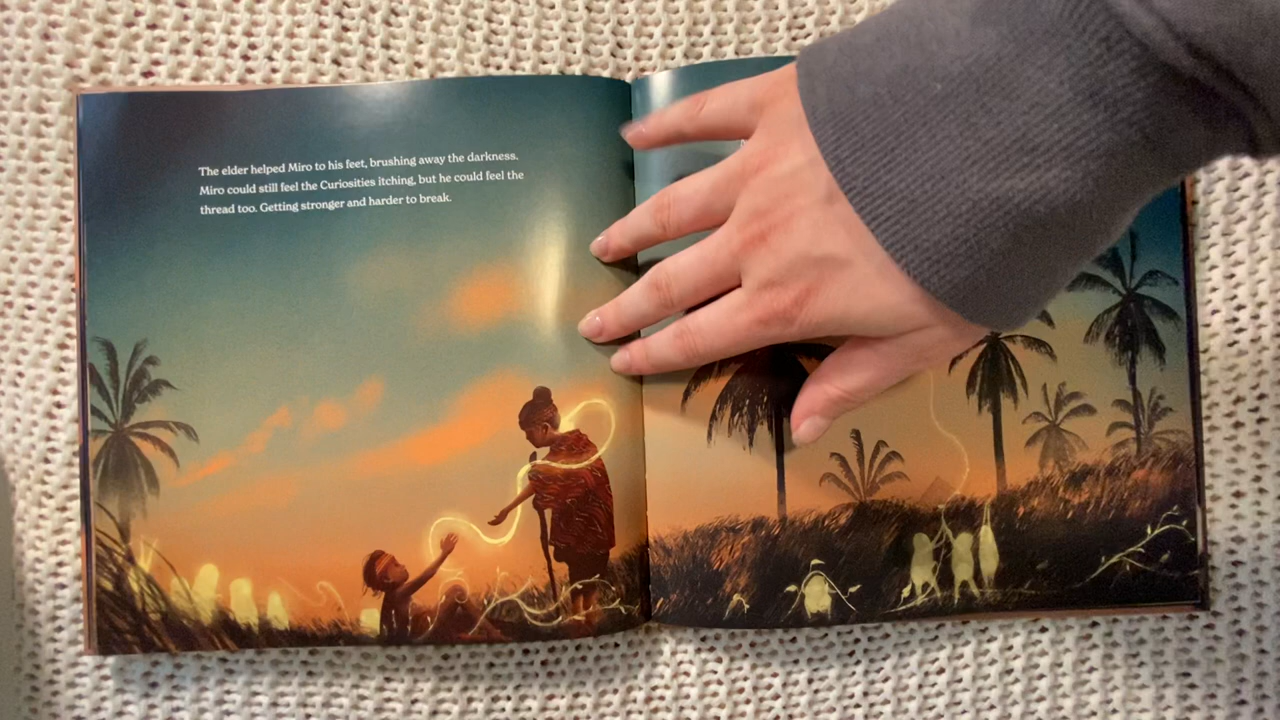 The elder helped Miro to his feet, brushing away the darkness.
Miro could still feel the Curiosities itching, but he could feel the
thread too. Getting stronger and harder to break.